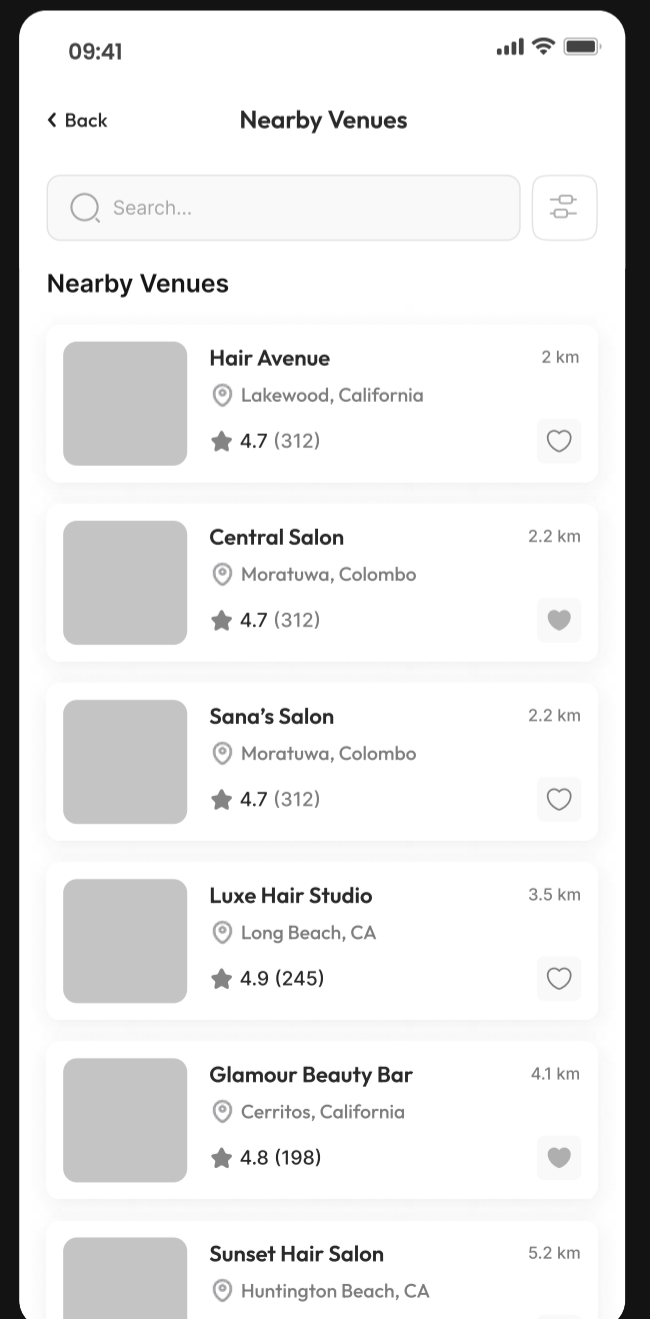 09:41
Back
Nearby Venues
Search...
Nearby Venues
Hair Avenue
2 km
Lakewood, California
4.7 (312)
Central Salon
2.2 km
Moratuwa, Colombo
4.7 (312)
Sana’s Salon
2.2 km
Moratuwa, Colombo
4.7 (312)
Luxe Hair Studio
3.5 km
Long Beach, CA
4.9 (245)
Glamour Beauty Bar
4.1 km
Cerritos, California
4.8 (198)
Sunset Hair Salon
5.2 km
Huntington Beach, CA